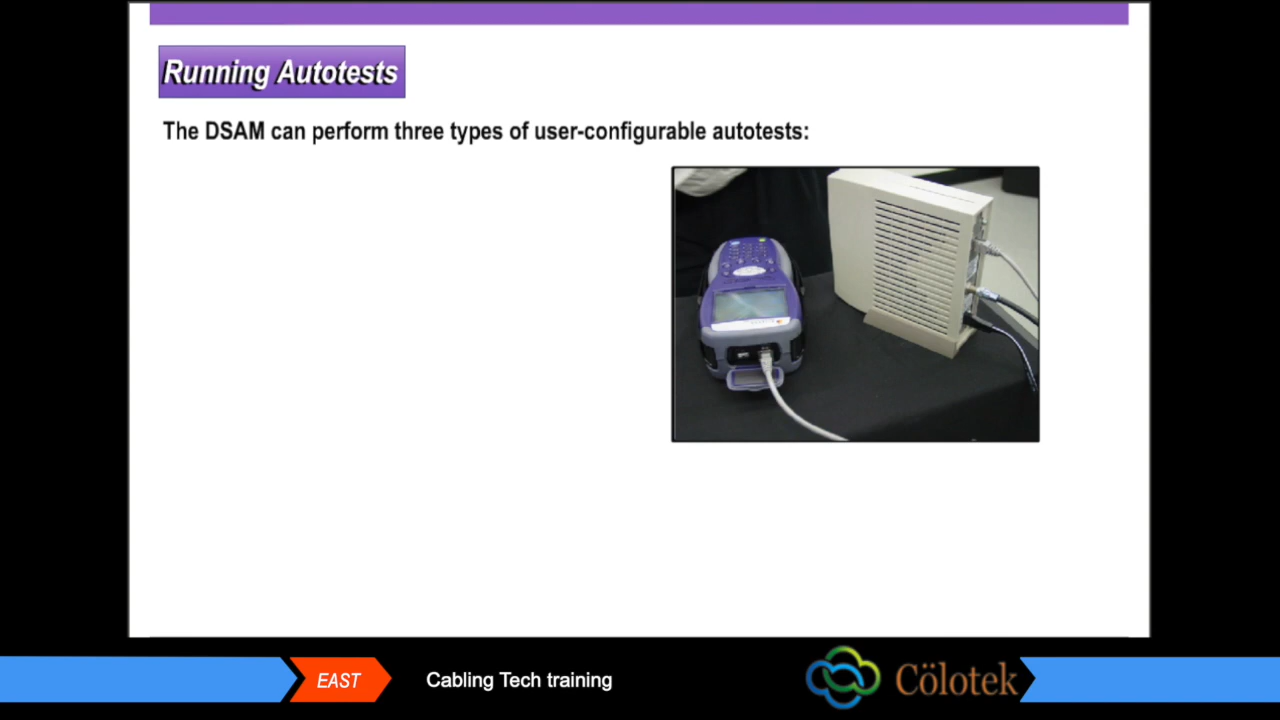 Running Autotests
The DSAM can perform three types of user-configurable autotests:
EAST
Cabling Tech training
Cölotek